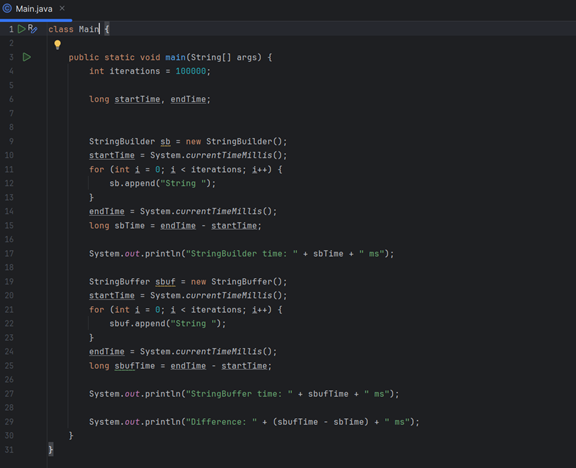 Main.java
1 class Main {
2
3 public static void main(String[] args) {
4 int iterations = 100000;
5
6 long startTime, endTime;
7
8
9 StringBuilder sb = new StringBuilder();
10 startTime = System.currentTimeMillis();
11 for (int i = 0; i < iterations; i++) {
12 sb.append("String ");
13 }
14 endTime = System.currentTimeMillis();
15 long sbTime = endTime - startTime;
16
17 System.out.println("StringBuilder time: " + sbTime + " ms");
18
19 StringBuffer sbuf = new StringBuffer();
20 startTime = System.currentTimeMillis();
21 for (int i = 0; i < iterations; i++) {
22 sbuf.append("String ");
23 }
24 endTime = System.currentTimeMillis();
25 long sbufTime = endTime - startTime;
26
27 System.out.println("StringBuffer time: " + sbufTime + " ms");
28
29 System.out.println("Difference: " + (sbufTime - sbTime) + " ms");
30 }
31 }